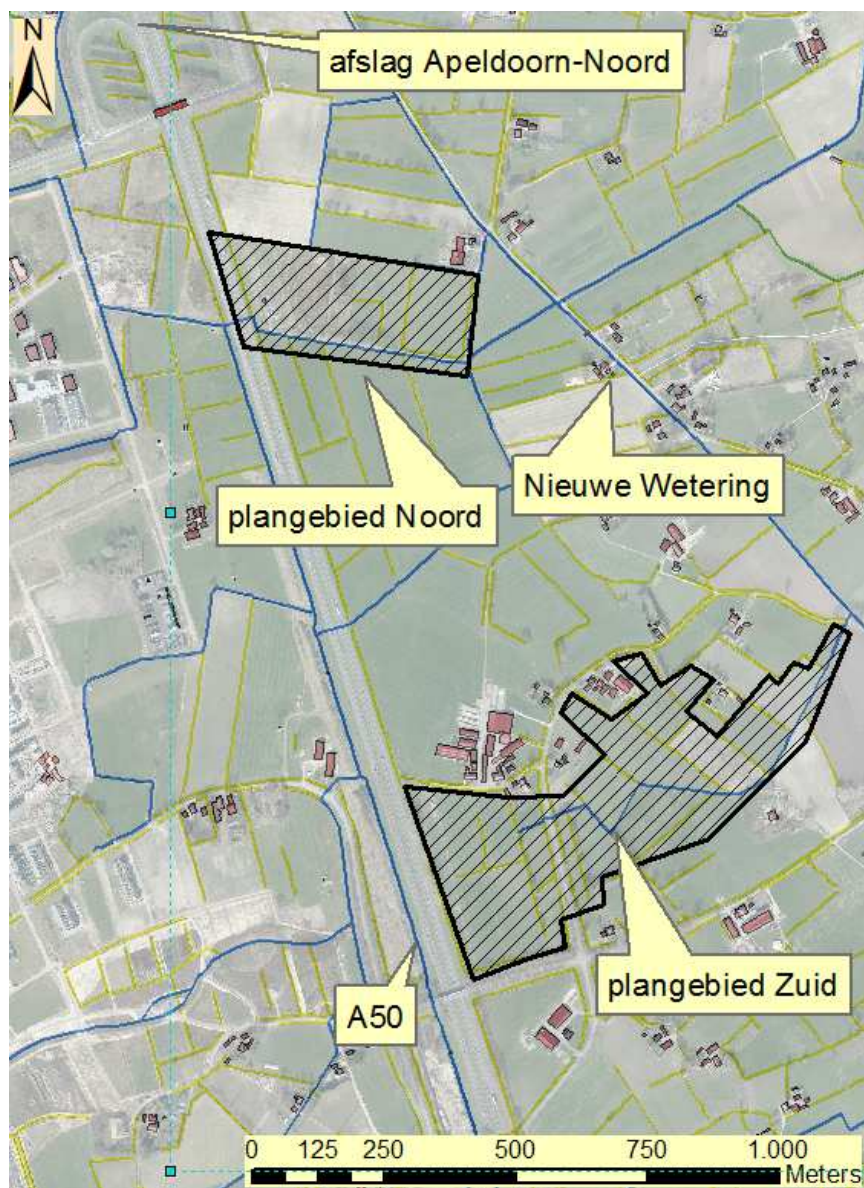 N
afslag Apeldoorn-Noord
plangebied Noord
Nieuwe Wetering
plangebied Zuid
A50
0 125 250 500 750 1.000
Meters